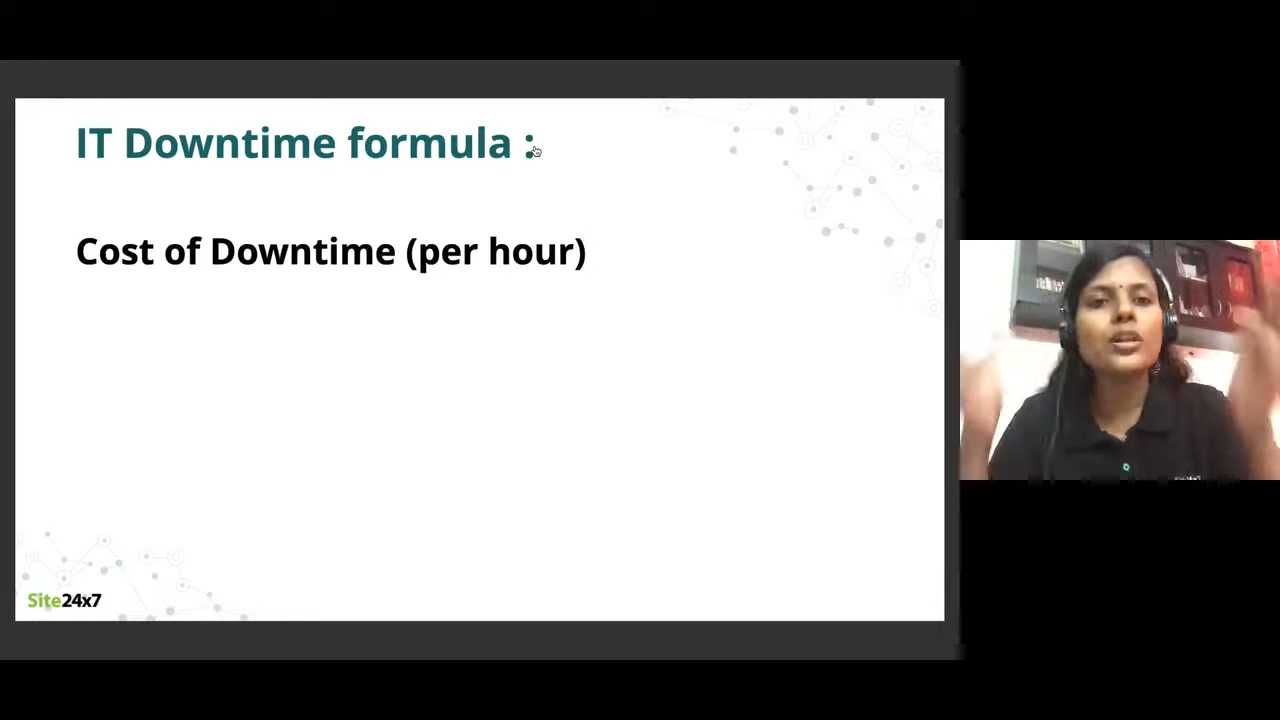 IT Downtime formula :
Cost of Downtime (per hour)
Site24x7